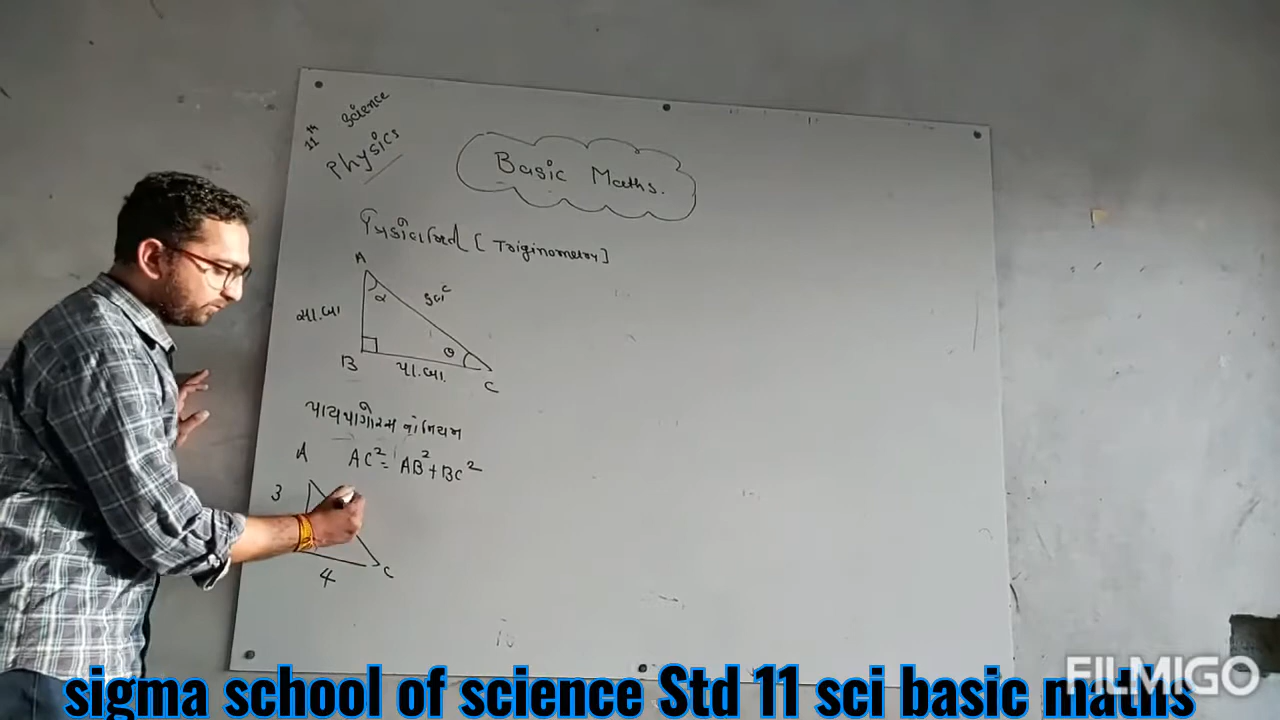 11th Science
Physics
Basic Maths.
ત્રિકોણમિતિ [Triginometry]
A
α
કર્ણ
સા.બા
θ
B
પા.બા.
C
પાયથાગોરસ નો નિયમ
A
AC² = AB² + BC²
3
4
C
FILMIGO
sigma school of science Std 11 sci basic maths